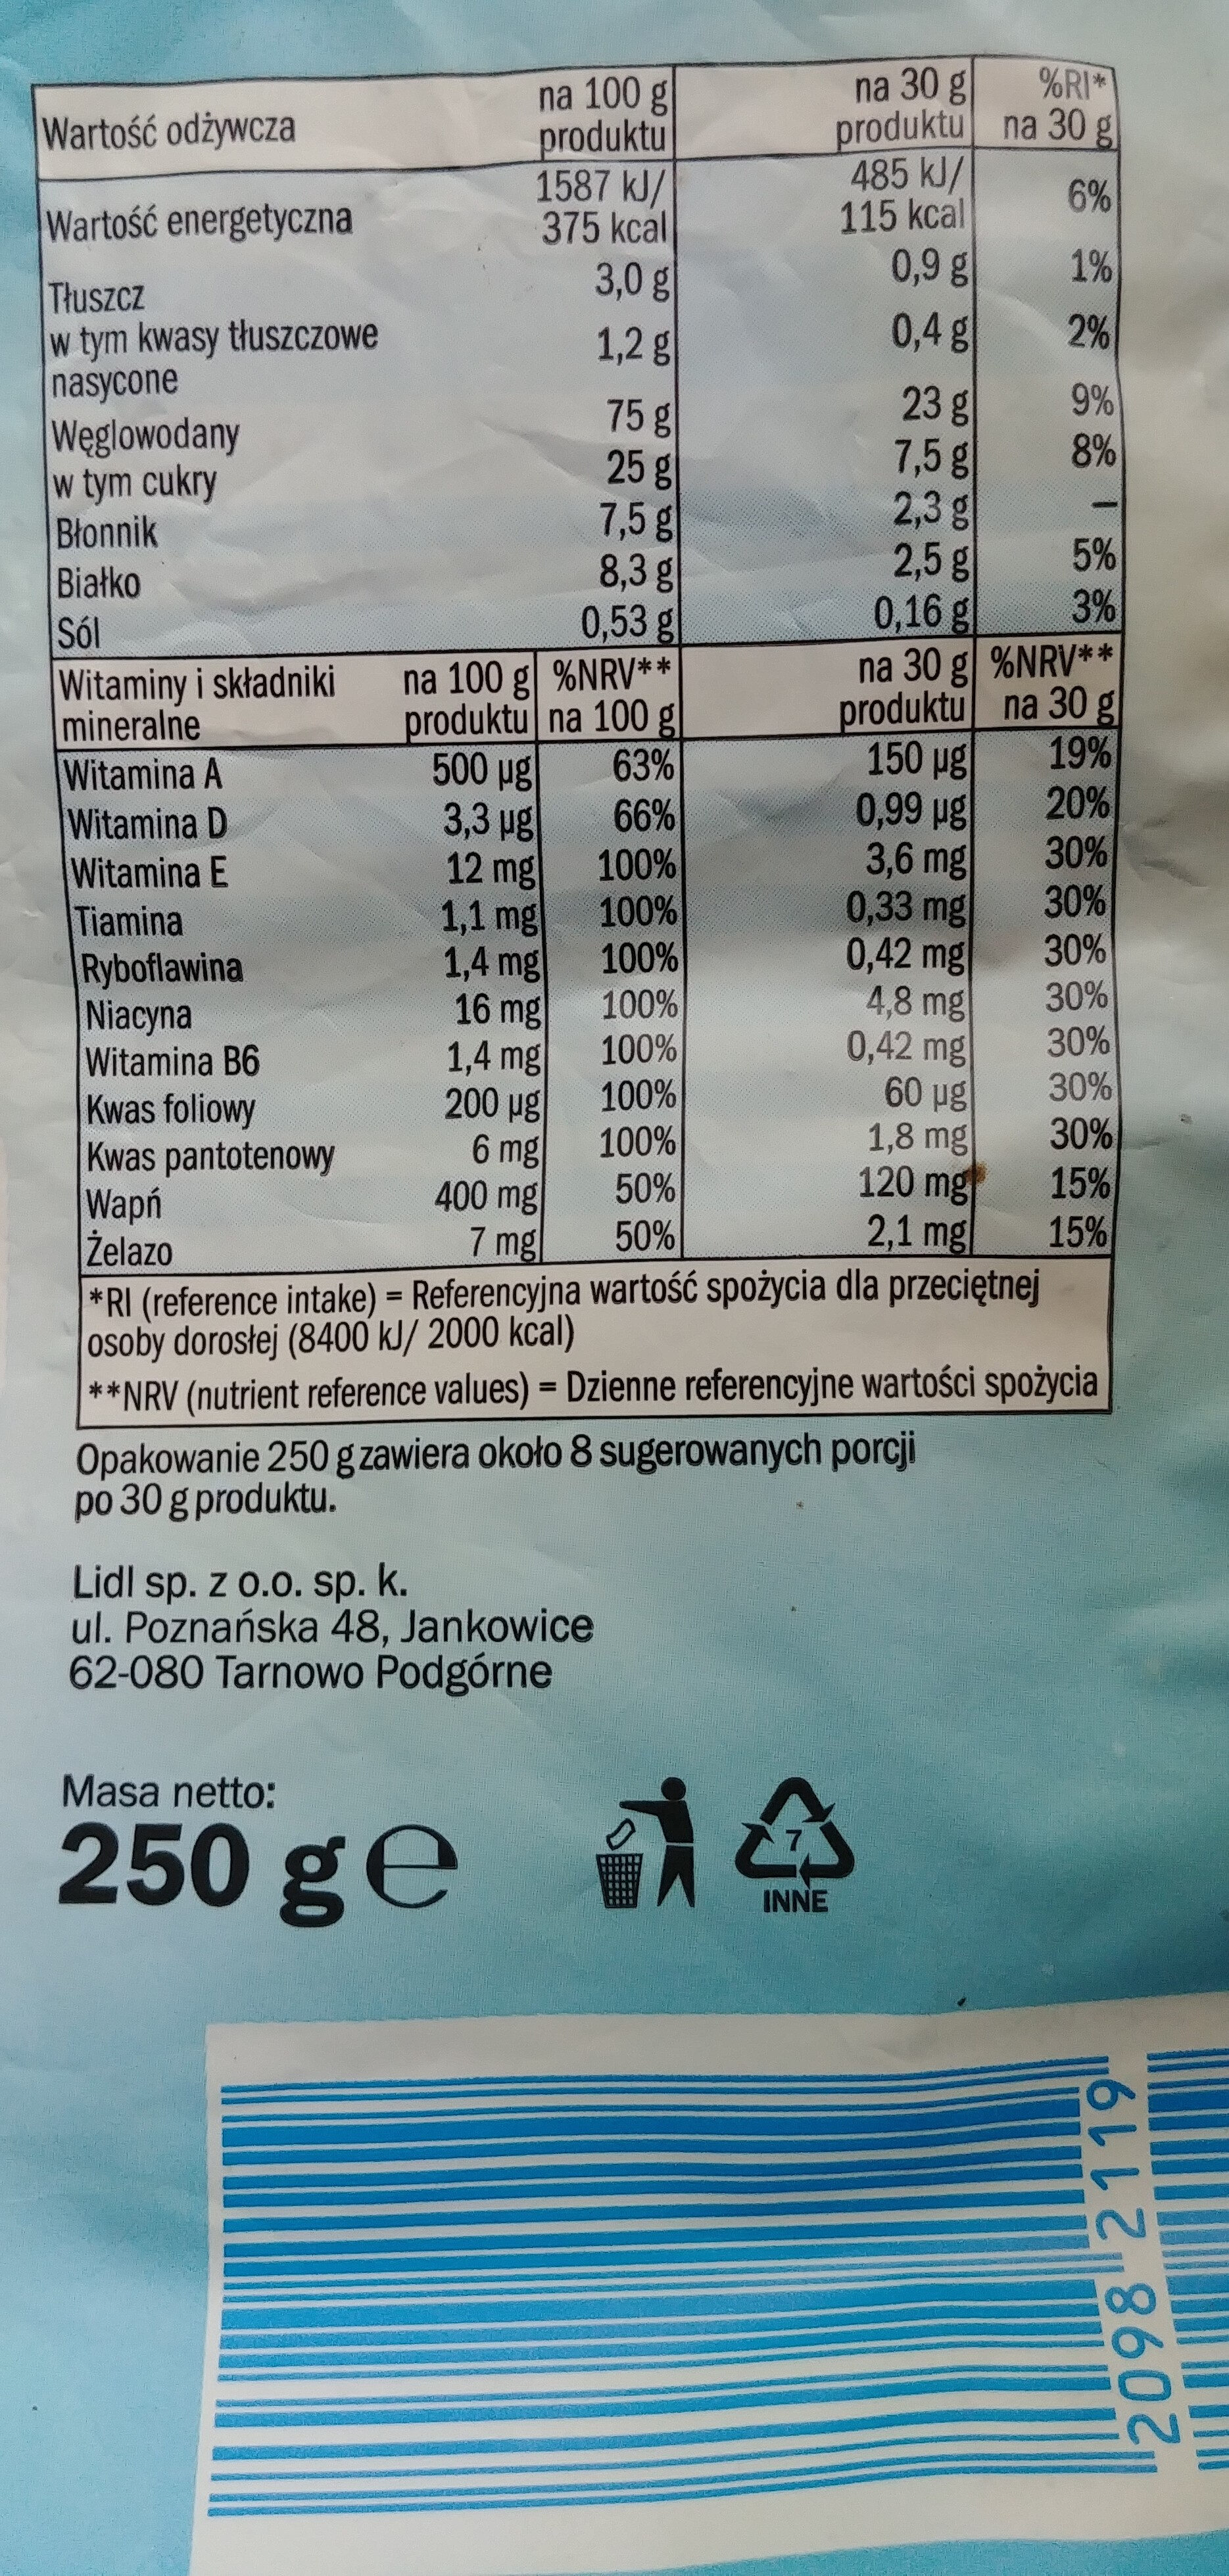 Wartość odżywcza na 100 g produktu na 30 g produktu %RI* na 30 g
Wartość energetyczna 1587 kJ/ 375 kcal 485 kJ/ 115 kcal 6%
Tłuszcz 3,0 g 0,9 g 1%
w tym kwasy tłuszczowe nasycone 1,2 g 0,4 g 2%
Węglowodany 75 g 23 g 9%
w tym cukry 25 g 7,5 g 8%
Błonnik 7,5 g 2,3 g –
Białko 8,3 g 2,5 g 5%
Sól 0,53 g 0,16 g 3%
Witaminy i składniki mineralne na 100 g produktu %NRV** na 100 g na 30 g produktu %NRV** na 30 g
Witamina A 500 µg 63% 150 µg 19%
Witamina D 3,3 µg 66% 0,99 µg 20%
Witamina E 12 mg 100% 3,6 mg 30%
Tiamina 1,1 mg 100% 0,33 mg 30%
Ryboflawina 1,4 mg 100% 0,42 mg 30%
Niacyna 16 mg 100% 4,8 mg 30%
Witamina B6 1,4 mg 100% 0,42 mg 30%
Kwas foliowy 200 µg 100% 60 µg 30%
Kwas pantotenowy 6 mg 100% 1,8 mg 30%
Wapń 400 mg 50% 120 mg 15%
Żelazo 7 mg 50% 2,1 mg 15%
*RI (reference intake) = Referencyjna wartość spożycia dla przeciętnej
osoby dorosłej (8400 kJ/ 2000 kcal)
**NRV (nutrient reference values) = Dzienne referencyjne wartości spożycia
Opakowanie 250 g zawiera około 8 sugerowanych porcji
po 30 g produktu.
Lidl sp. z o.o. sp. k.
ul. Poznańska 48, Jankowice
62-080 Tarnowo Podgórne
Masa netto:
250 g e
7
INNE
2098 2119